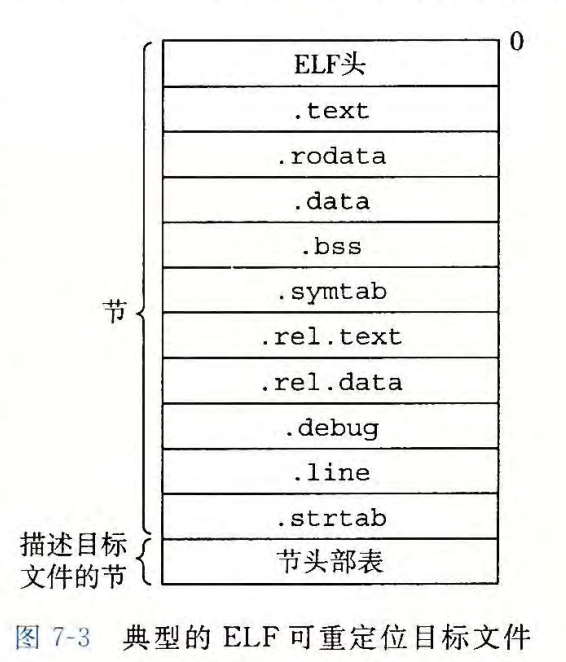 0
ELF头
.text
.rodata
.data
.bss
.symtab
节
.rel.text
.rel.data
.debug
.line
.strtab
描述目标
文件的节
节头部表
图 7-3 典型的 ELF 可重定位目标文件